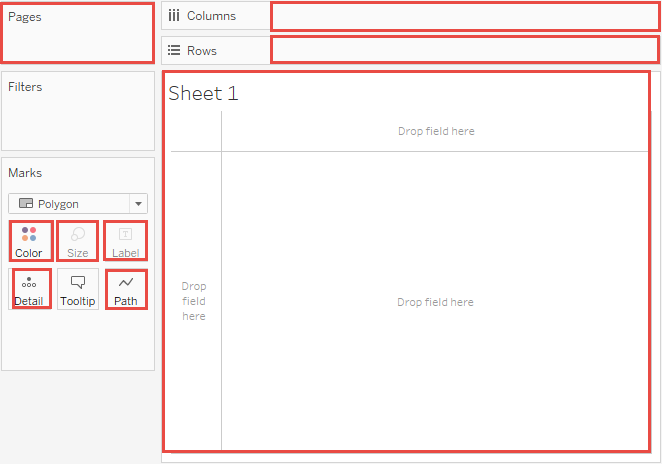 Pages
Columns
Rows
Filters
Sheet 1
Drop field here
Marks
Polygon
Color
Size
Label
Detail
Tooltip
Path
Drop
field
here
Drop field here